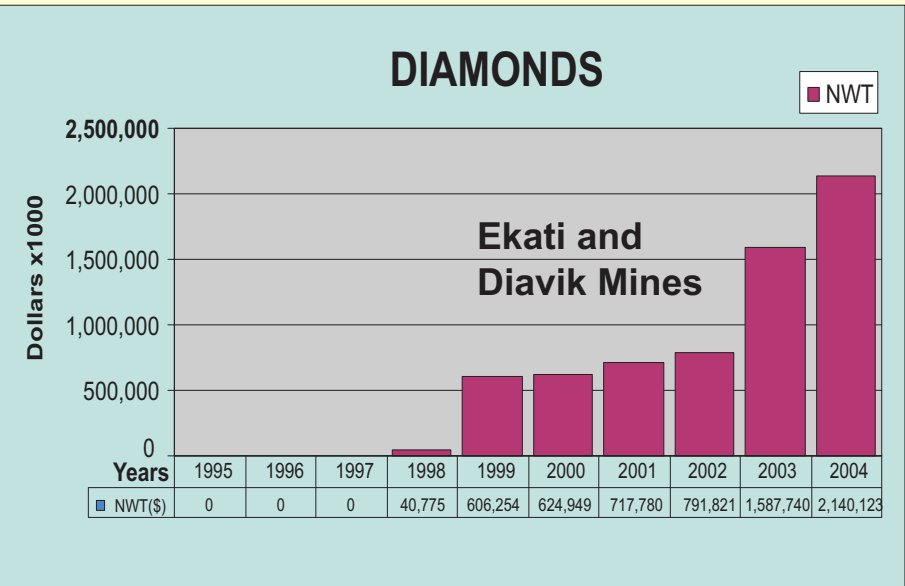 DIAMONDS
NWT
Dollars x1000
2,500,000
2,000,000
1,500,000
1,000,000
500,000
0
Ekati and
Diavik Mines
Years 1995 1996 1997 1998 1999 2000 2001 2002 2003 2004
NWT($) 0 0 0 40,775 606,254 624,949 717,780 791,821 1,587,740 2,140,123